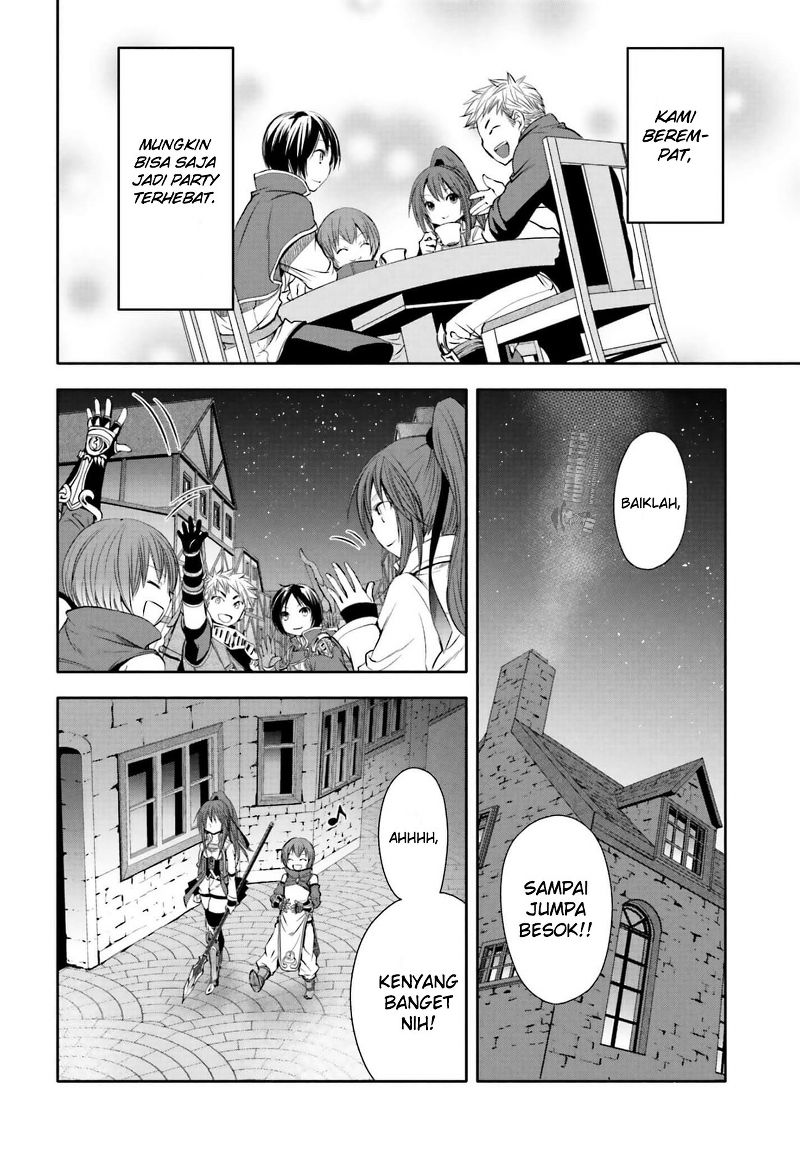 KAMI
BEREM-
PAT,
MUNGKIN
BISA SAJA
JADI PARTY
TERHEBAT.
BAIKLAH,
SAMPAI
JUMPA
BESOK!!
AHHHH,
KENYANG
BANGET
NIH!